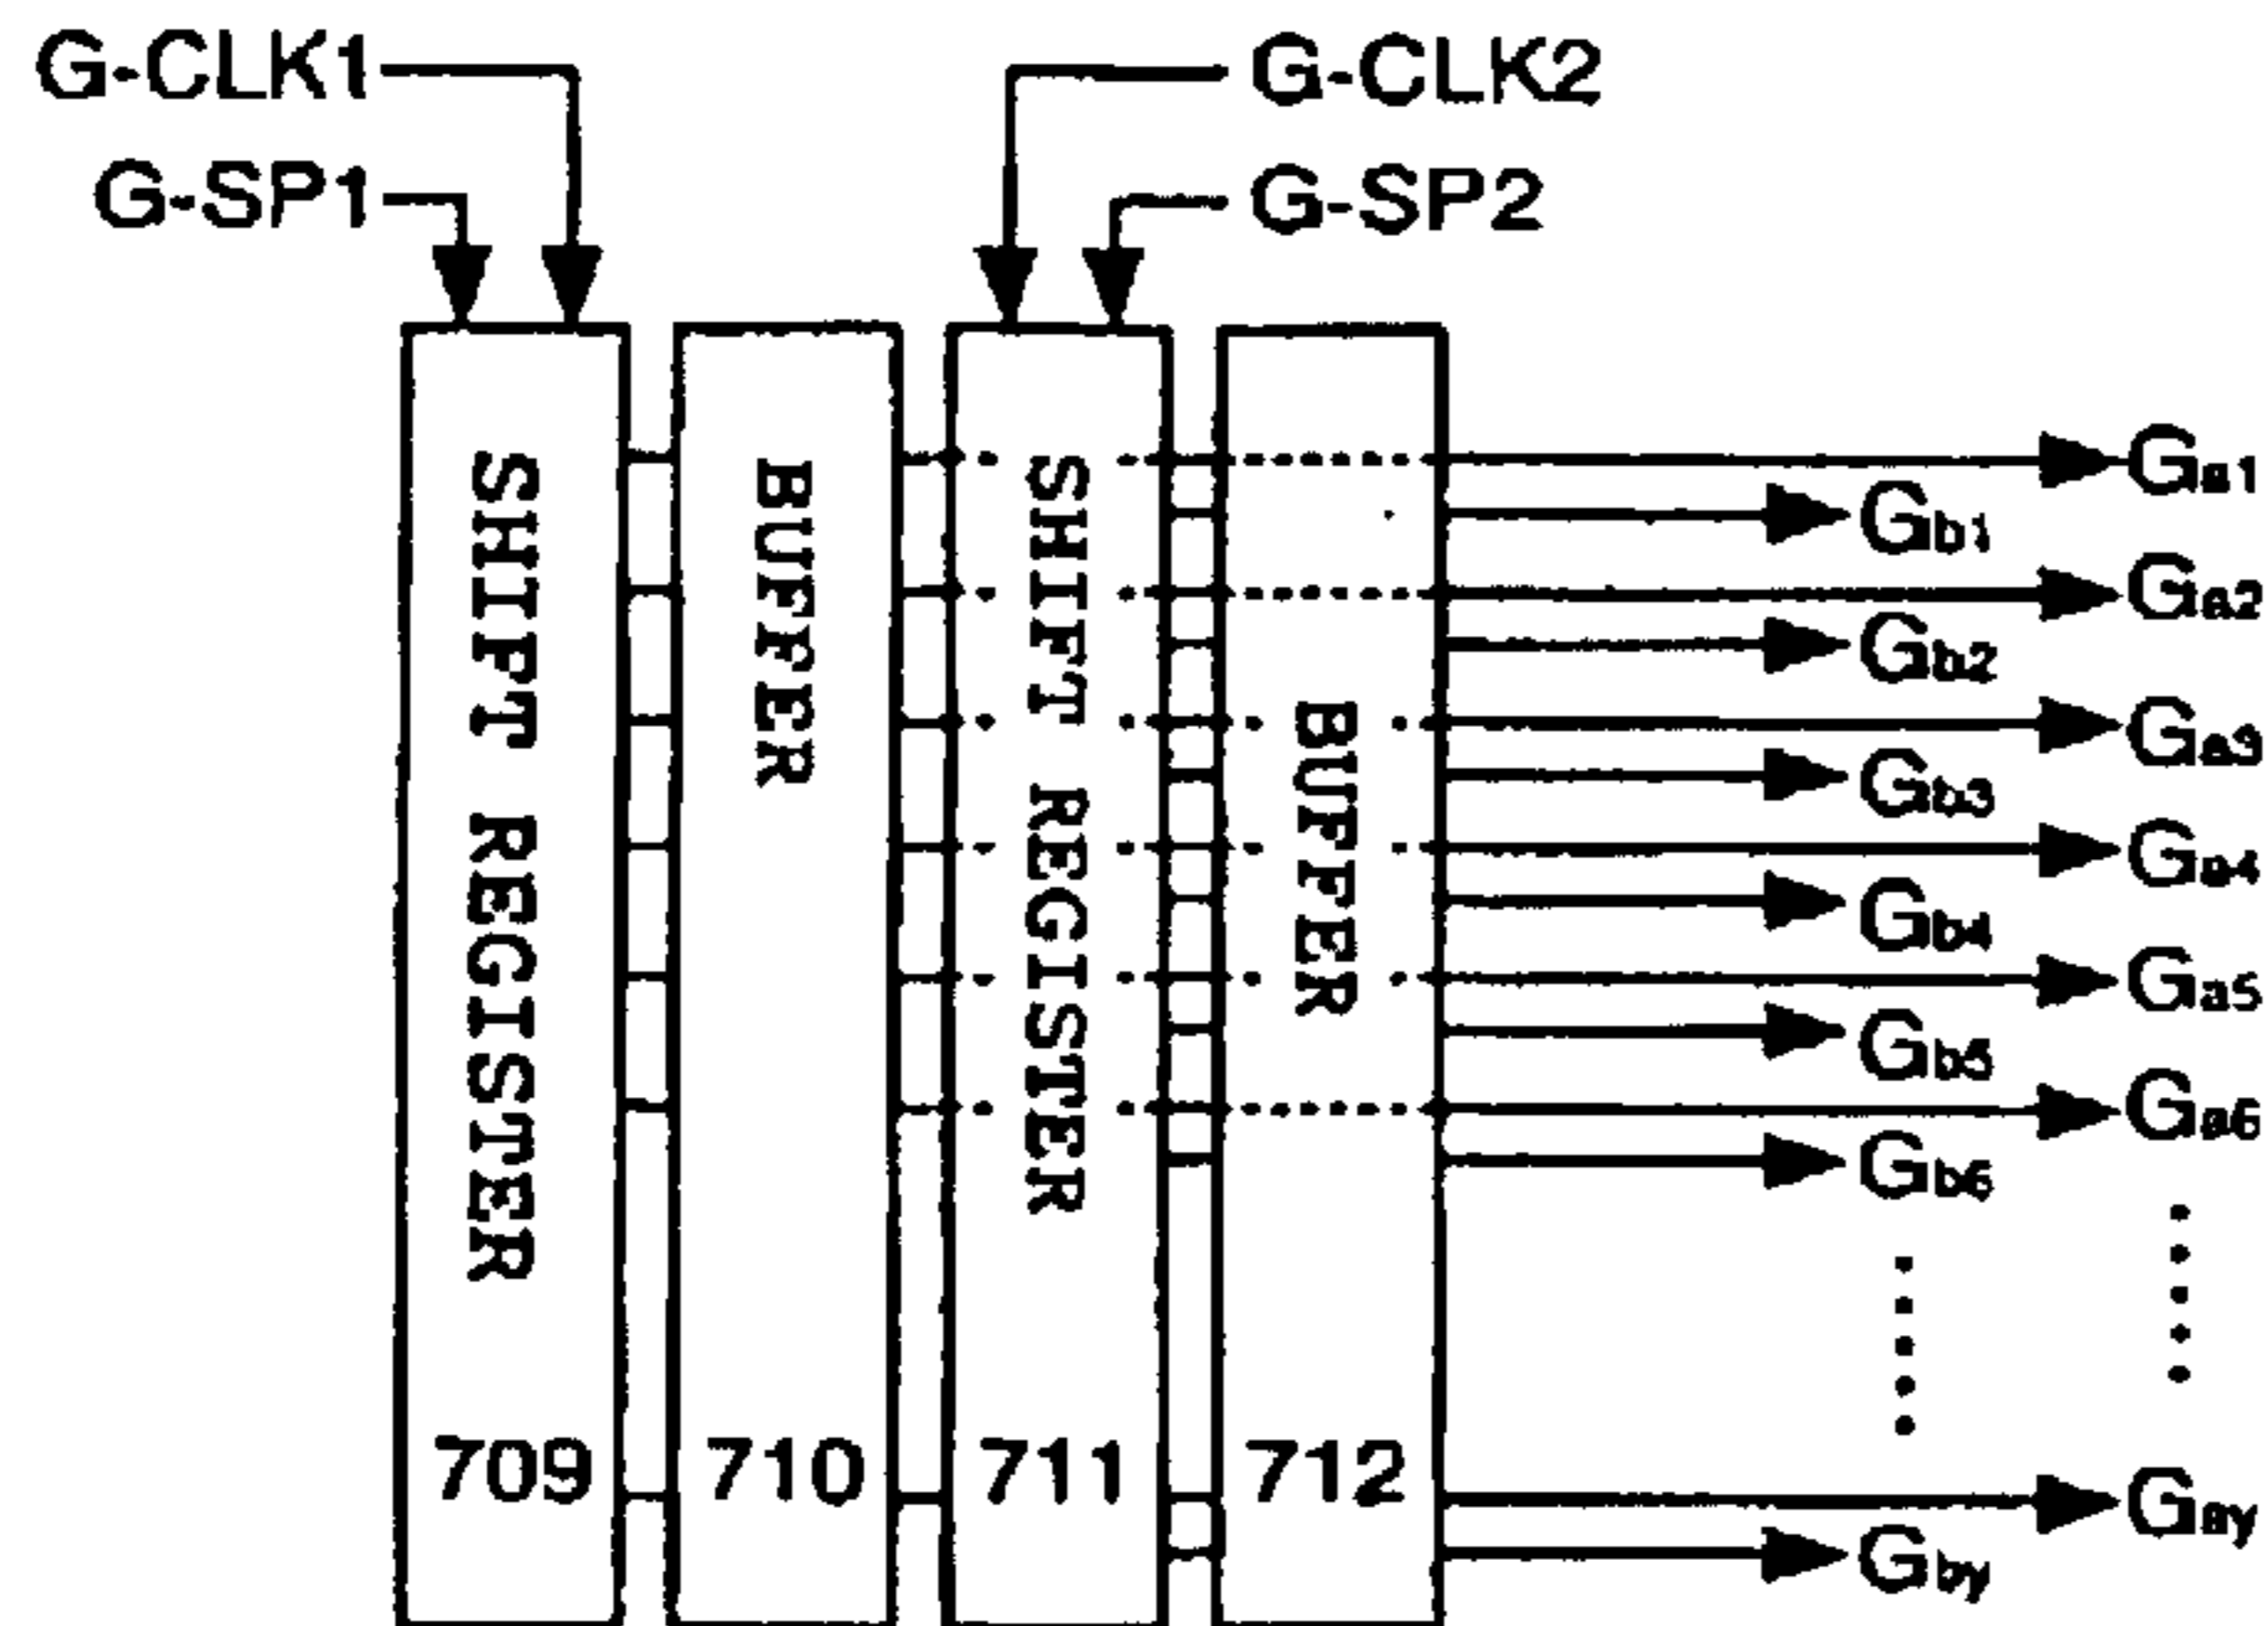 G-CLK1
G-CLK2
G-SP1
G-SP2
SHIFT REGISTER
BUFFER
SHIFT REGISTER
BUFFER
709
710
711
712
Ga1
Gb1
Ga2
Gb2
Ga3
Gb3
Ga4
Gb4
Ga5
Gb5
Ga6
Gb6
Gay
Gby